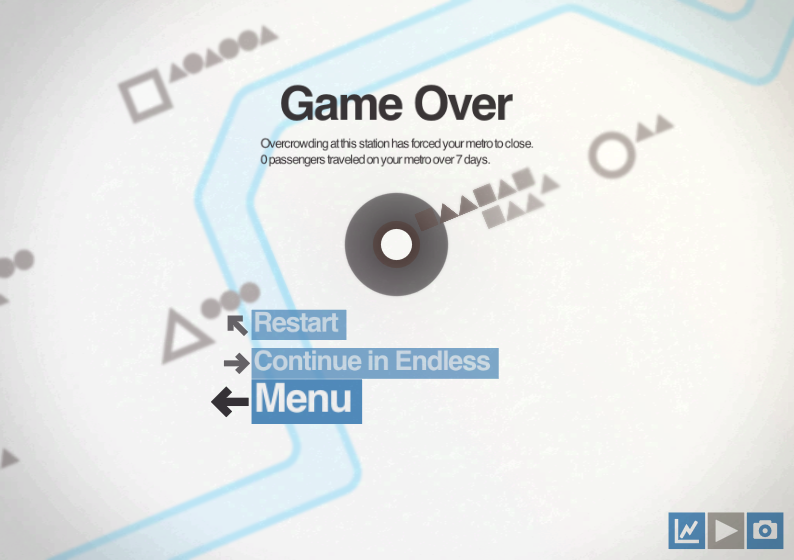 Game Over
Overcrowding at this station has forced your metro to close.
0 passengers traveled on your metro over 7 days.
Restart
Continue in Endless
Menu